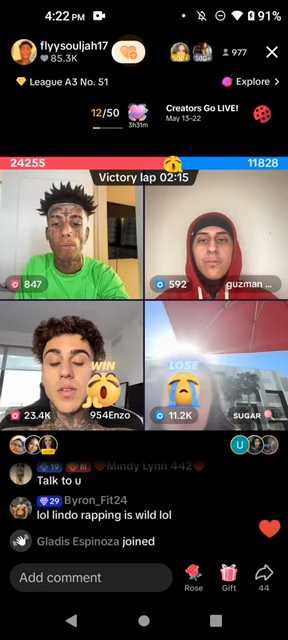 4:22 PM
91%
flyysouljah17
85.3K
977
League A3 No. 51
Explore >
12/50
3h31m
Creators Go LIVE!
May 13–22
24255
11828
Victory lap 02:15
847
592
guzman ...
WIN
LOSE
23.4K
954Enzo
11.2K
SUGAR
19
Mindy Lynn 442
Talk to u
29 Byron_Fit24
lol lindo rapping is wild lol
Gladis Espinoza joined
Add comment
Rose
Gift
44